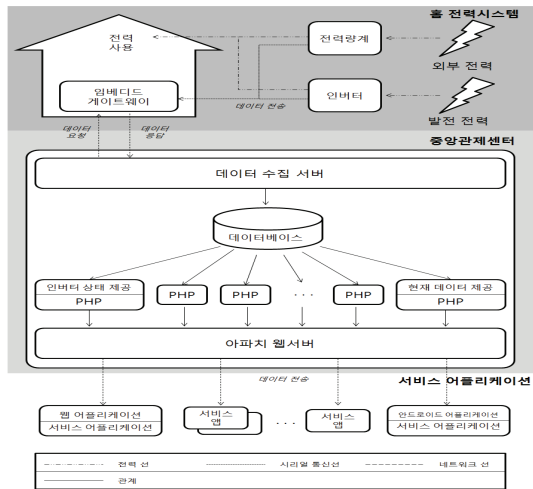 홈 전력시스템
전력
사용
전력량계
외부 전력
임베디드
게이트웨이
데이터 전송
인버터
발전 전력
데이터
요청
데이터
응답
중앙관제센터
데이터 수집 서버
데이터베이스
인버터 상태 제공
PHP
PHP
PHP
. . .
PHP
현재 데이터 제공
PHP
아파치 웹서버
데이터 전송
서비스 어플리케이션
웹 어플리케이션
서비스 어플리케이션
서비스
앱
. . .
서비스
앱
안드로이드 어플리케이션
서비스 어플리케이션
전력 선
시리얼 통신선
네트워크 선
관계